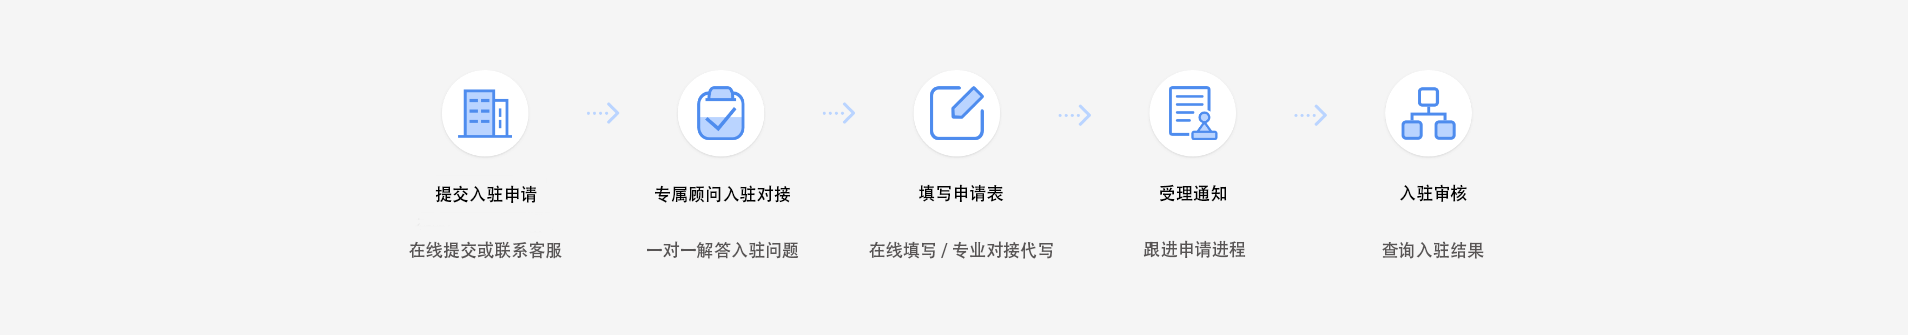 提交入驻申请
在线提交或联系客服
专属顾问入驻对接
一对一解答入驻问题
填写申请表
在线填写 / 专业对接代写
受理通知
跟进申请进程
入驻审核
查询入驻结果